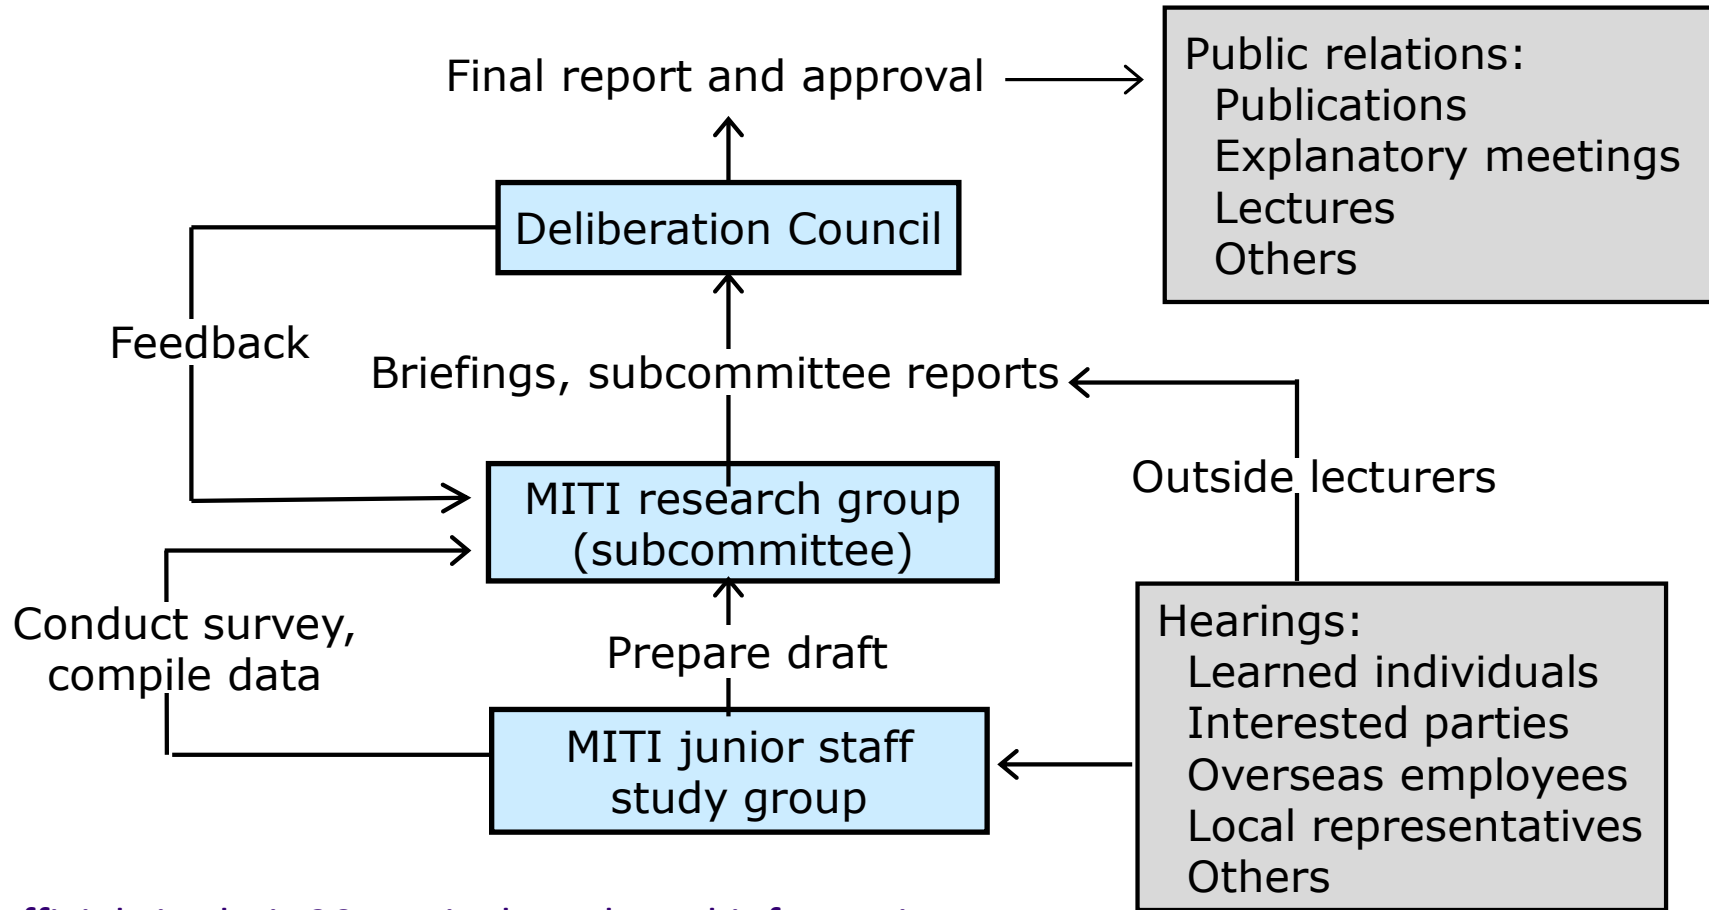 Final report and approval
Public relations:
Publications
Explanatory meetings
Lectures
Others
Deliberation Council
Feedback
Briefings, subcommittee reports
Outside lecturers
MITI research group
(subcommittee)
Conduct survey,
compile data
Prepare draft
Hearings:
Learned individuals
Interested parties
Overseas employees
Local representatives
Others
MITI junior staff
study group